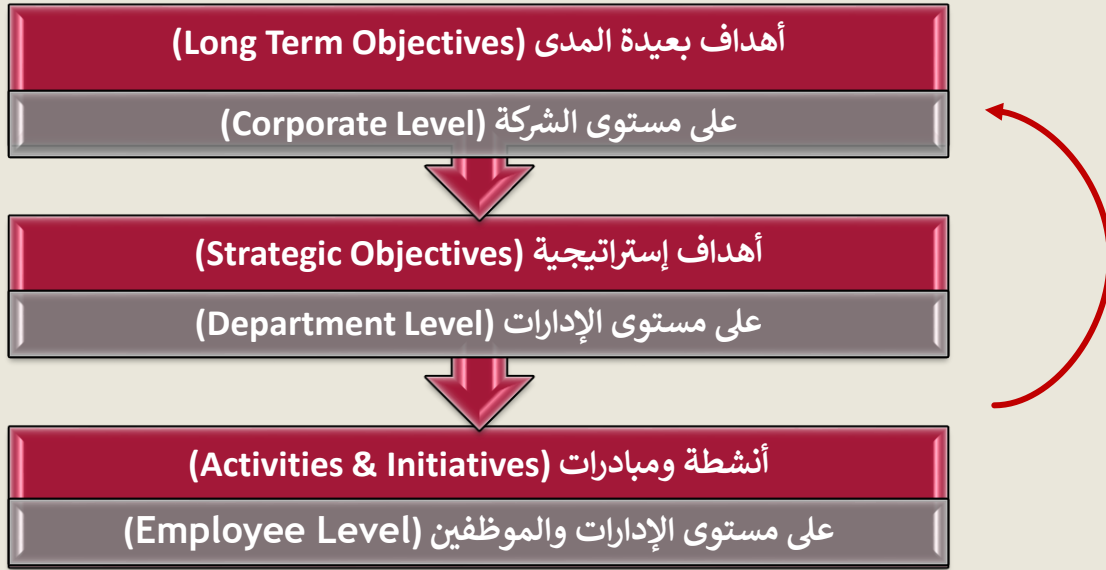 أهداف بعيدة المدى (Long Term Objectives)
على مستوى الشركة (Corporate Level)
أهداف إستراتيجية (Strategic Objectives)
على مستوى الإدارات (Department Level)
أنشطة ومبادرات (Activities & Initiatives)
على مستوى الإدارات والموظفين (Employee Level)